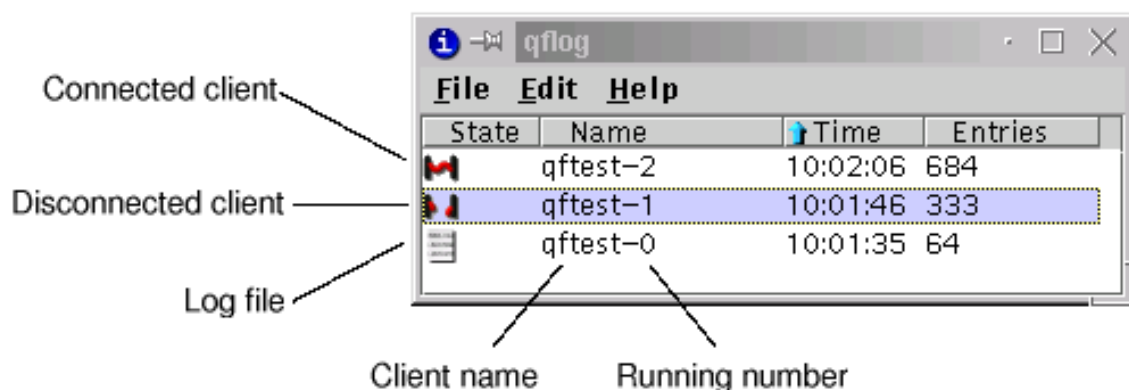 qflog
File Edit Help
State Name Time Entries
Connected client
qftest-2 10:02:06 684
Disconnected client
qftest-1 10:01:46 333
qftest-0 10:01:35 64
Log file
Client name Running number